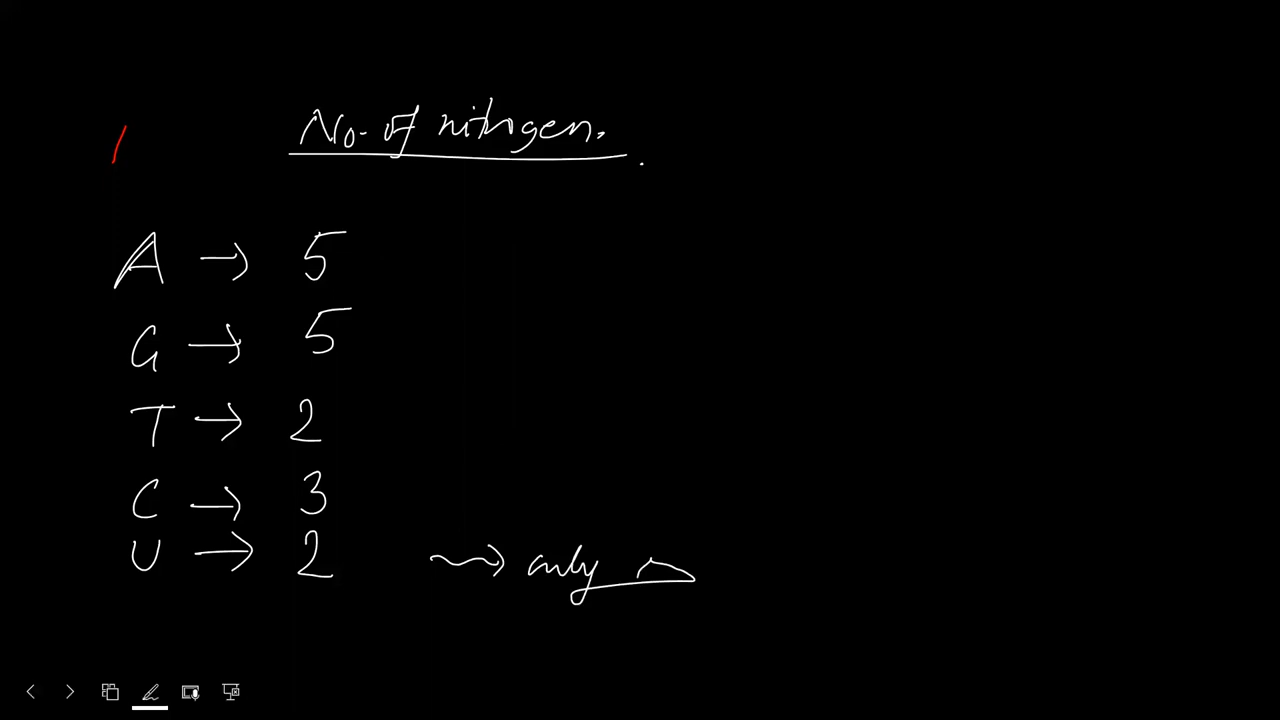 No. of nitrogen.
A → 5
G → 5
T → 2
C → 3
U → 2 → only